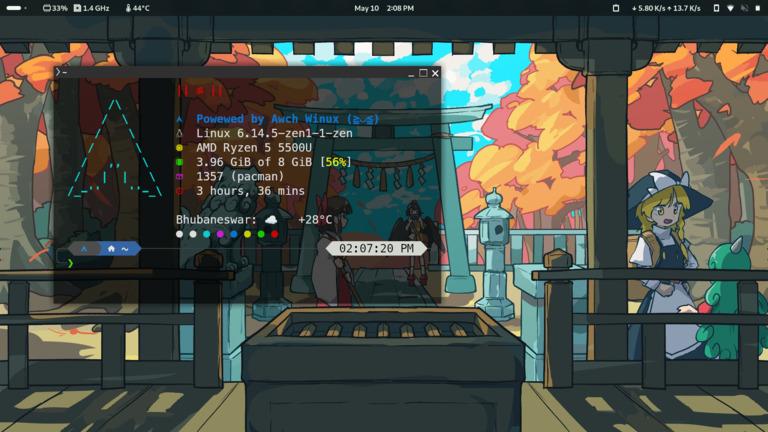 33% 1.4 GHz 44°C May 10 2:08 PM ↓ 5.80 K/s ↑ 13.7 K/s
~
Powewed by Awch Winux (≧◡≦)
Linux 6.14.5-zen1-1-zen
AMD Ryzen 5 5500U
3.96 GiB of 8 GiB [56%]
1357 (pacman)
3 hours, 36 mins
Bhubaneswar: +28°C
~ 02:07:20 PM
❯